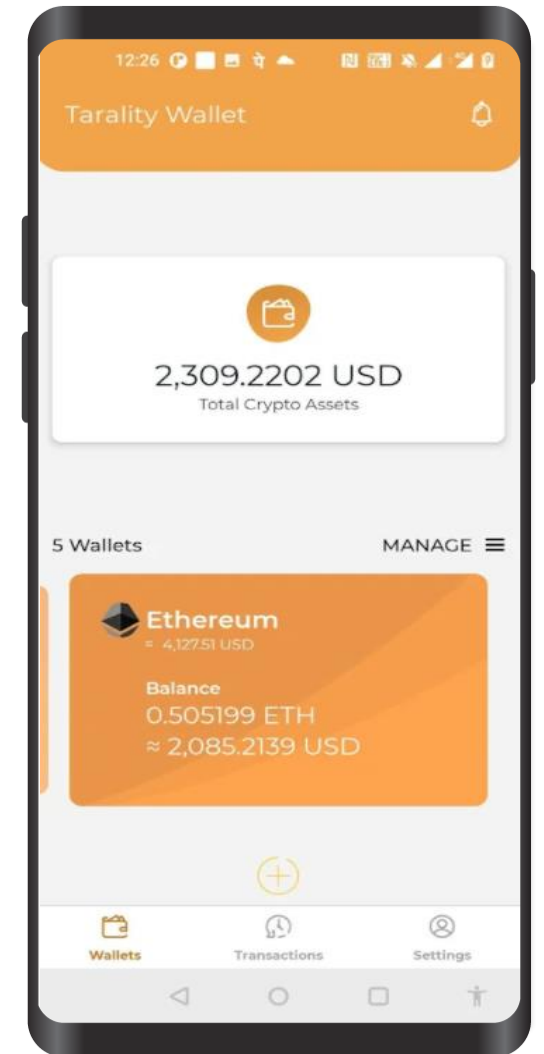 12:26
Tarality Wallet
2,309.2202 USD
Total Crypto Assets
5 Wallets MANAGE
Ethereum
≈ 4,127.51 USD
Balance
0.505199 ETH
≈ 2,085.2139 USD
Wallets Transactions Settings